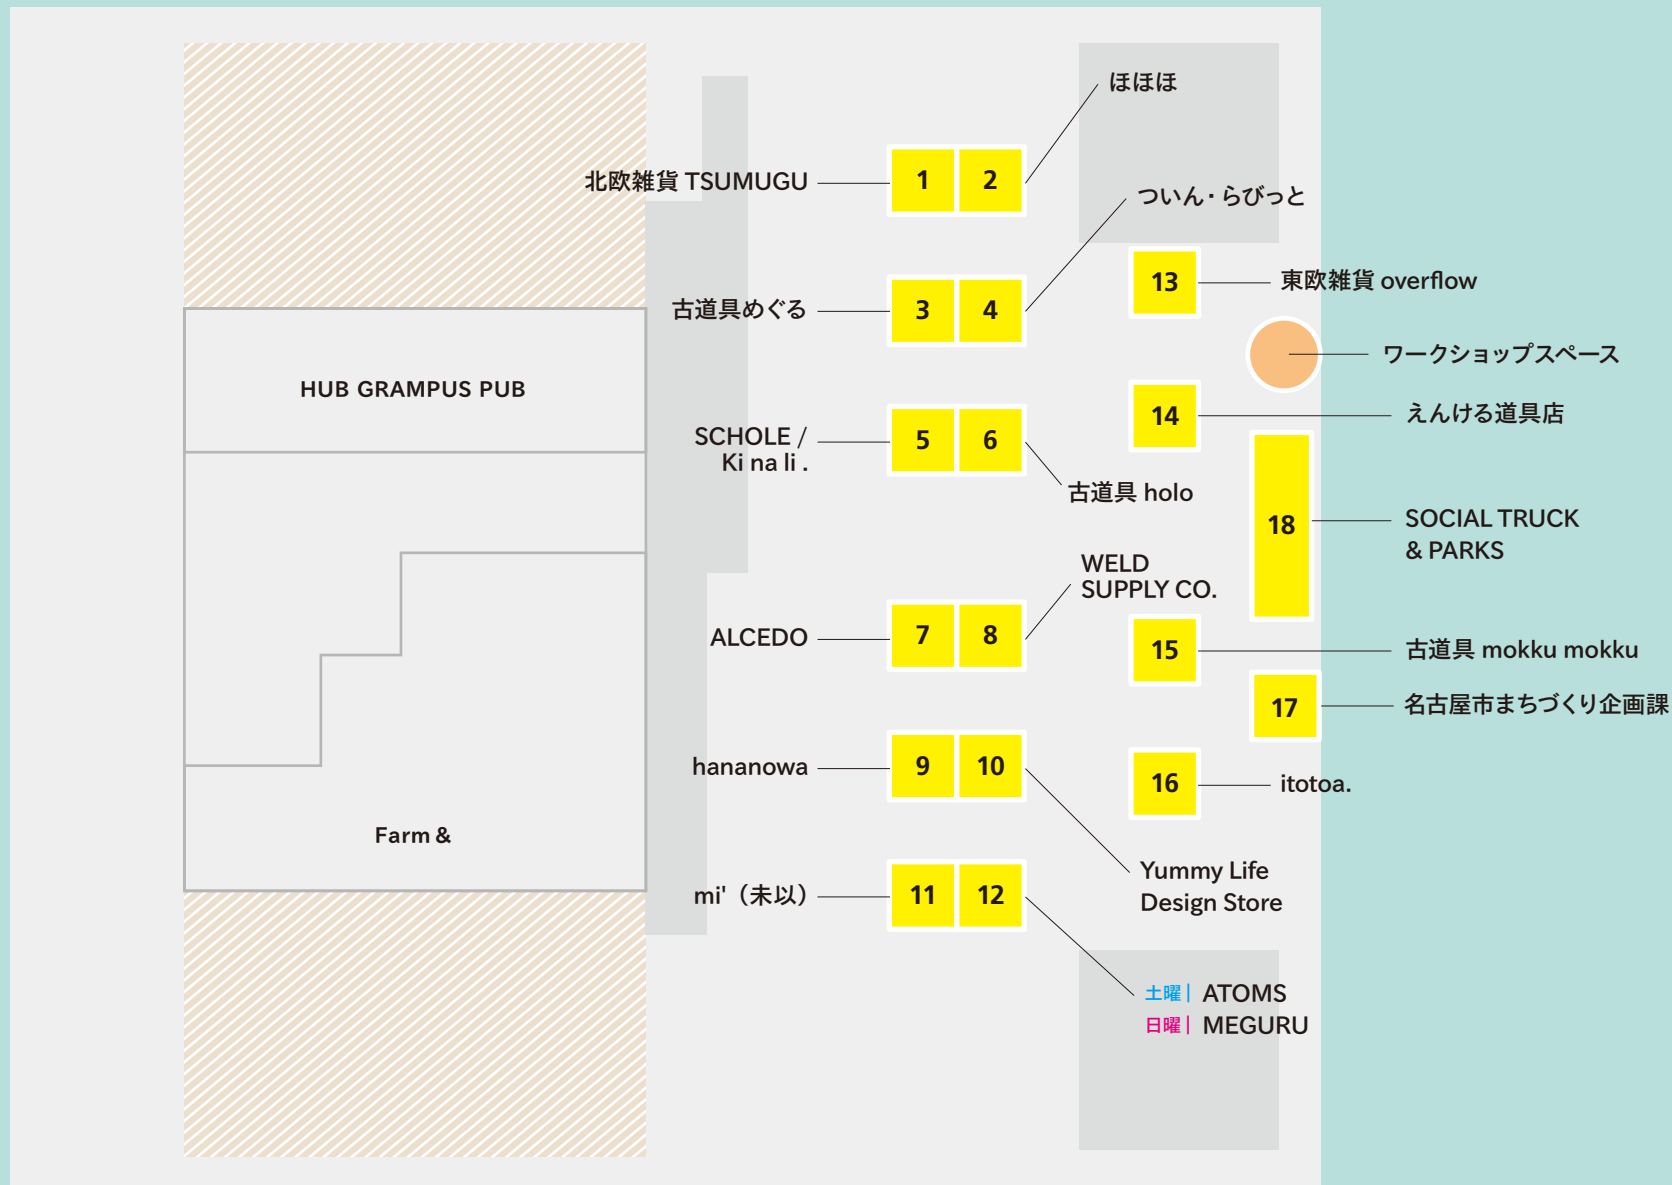 ほほほ
北欧雑貨 TSUMUGU
1
2
ついん・らびっと
13
東欧雑貨 overflow
古道具めぐる
3
4
ワークショップスペース
HUB GRAMPUS PUB
14
えんける道具店
SCHOLE /
Ki na li .
5
6
古道具 holo
18
SOCIAL TRUCK
& PARKS
WELD
SUPPLY CO.
ALCEDO
7
8
15
古道具 mokku mokku
17
名古屋市まちづくり企画課
hananowa
9
10
16
itotoa.
Farm &
Yummy Life
Design Store
mi'（未以）
11
12
土曜| ATOMS
日曜| MEGURU